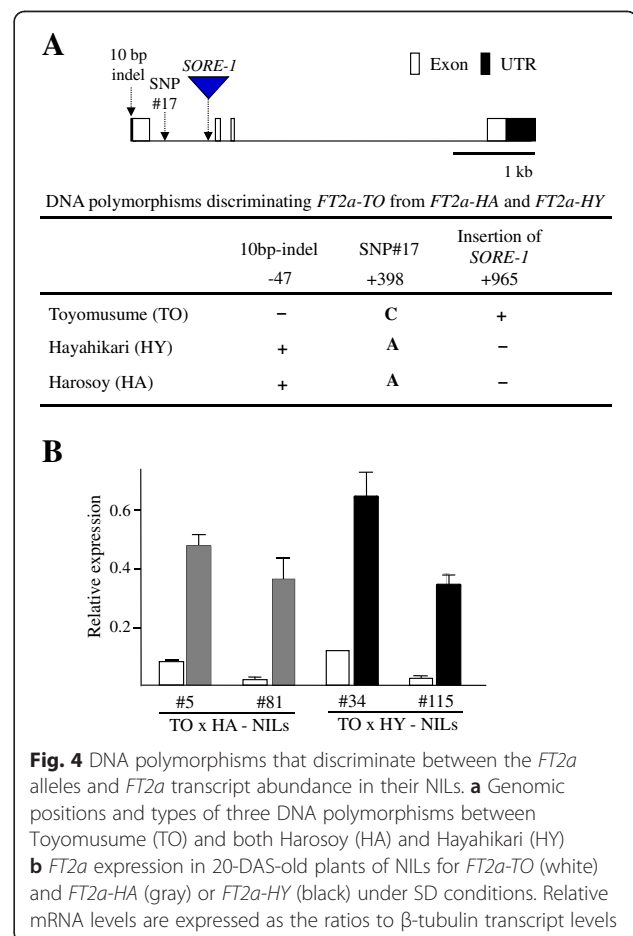 A
10 bp
indel
SNP
#17
SORE-1
Exon
UTR
1 kb
DNA polymorphisms discriminating FT2a-TO from FT2a-HA and FT2a-HY
10bp-indel SNP#17 Insertion of SORE-1
-47 +398 +965
Toyomusume (TO) − C +
Hayahikari (HY) + A −
Harosoy (HA) + A −
B
Relative expression
0.6
0.4
0.2
#5 #81 #34 #115
TO x HA - NILs TO x HY - NILs
Fig. 4 DNA polymorphisms that discriminate between the FT2a
alleles and FT2a transcript abundance in their NILs. a Genomic
positions and types of three DNA polymorphisms between
Toyomusume (TO) and both Harosoy (HA) and Hayahikari (HY)
b FT2a expression in 20-DAS-old plants of NILs for FT2a-TO (white)
and FT2a-HA (gray) or FT2a-HY (black) under SD conditions. Relative
mRNA levels are expressed as the ratios to β-tubulin transcript levels